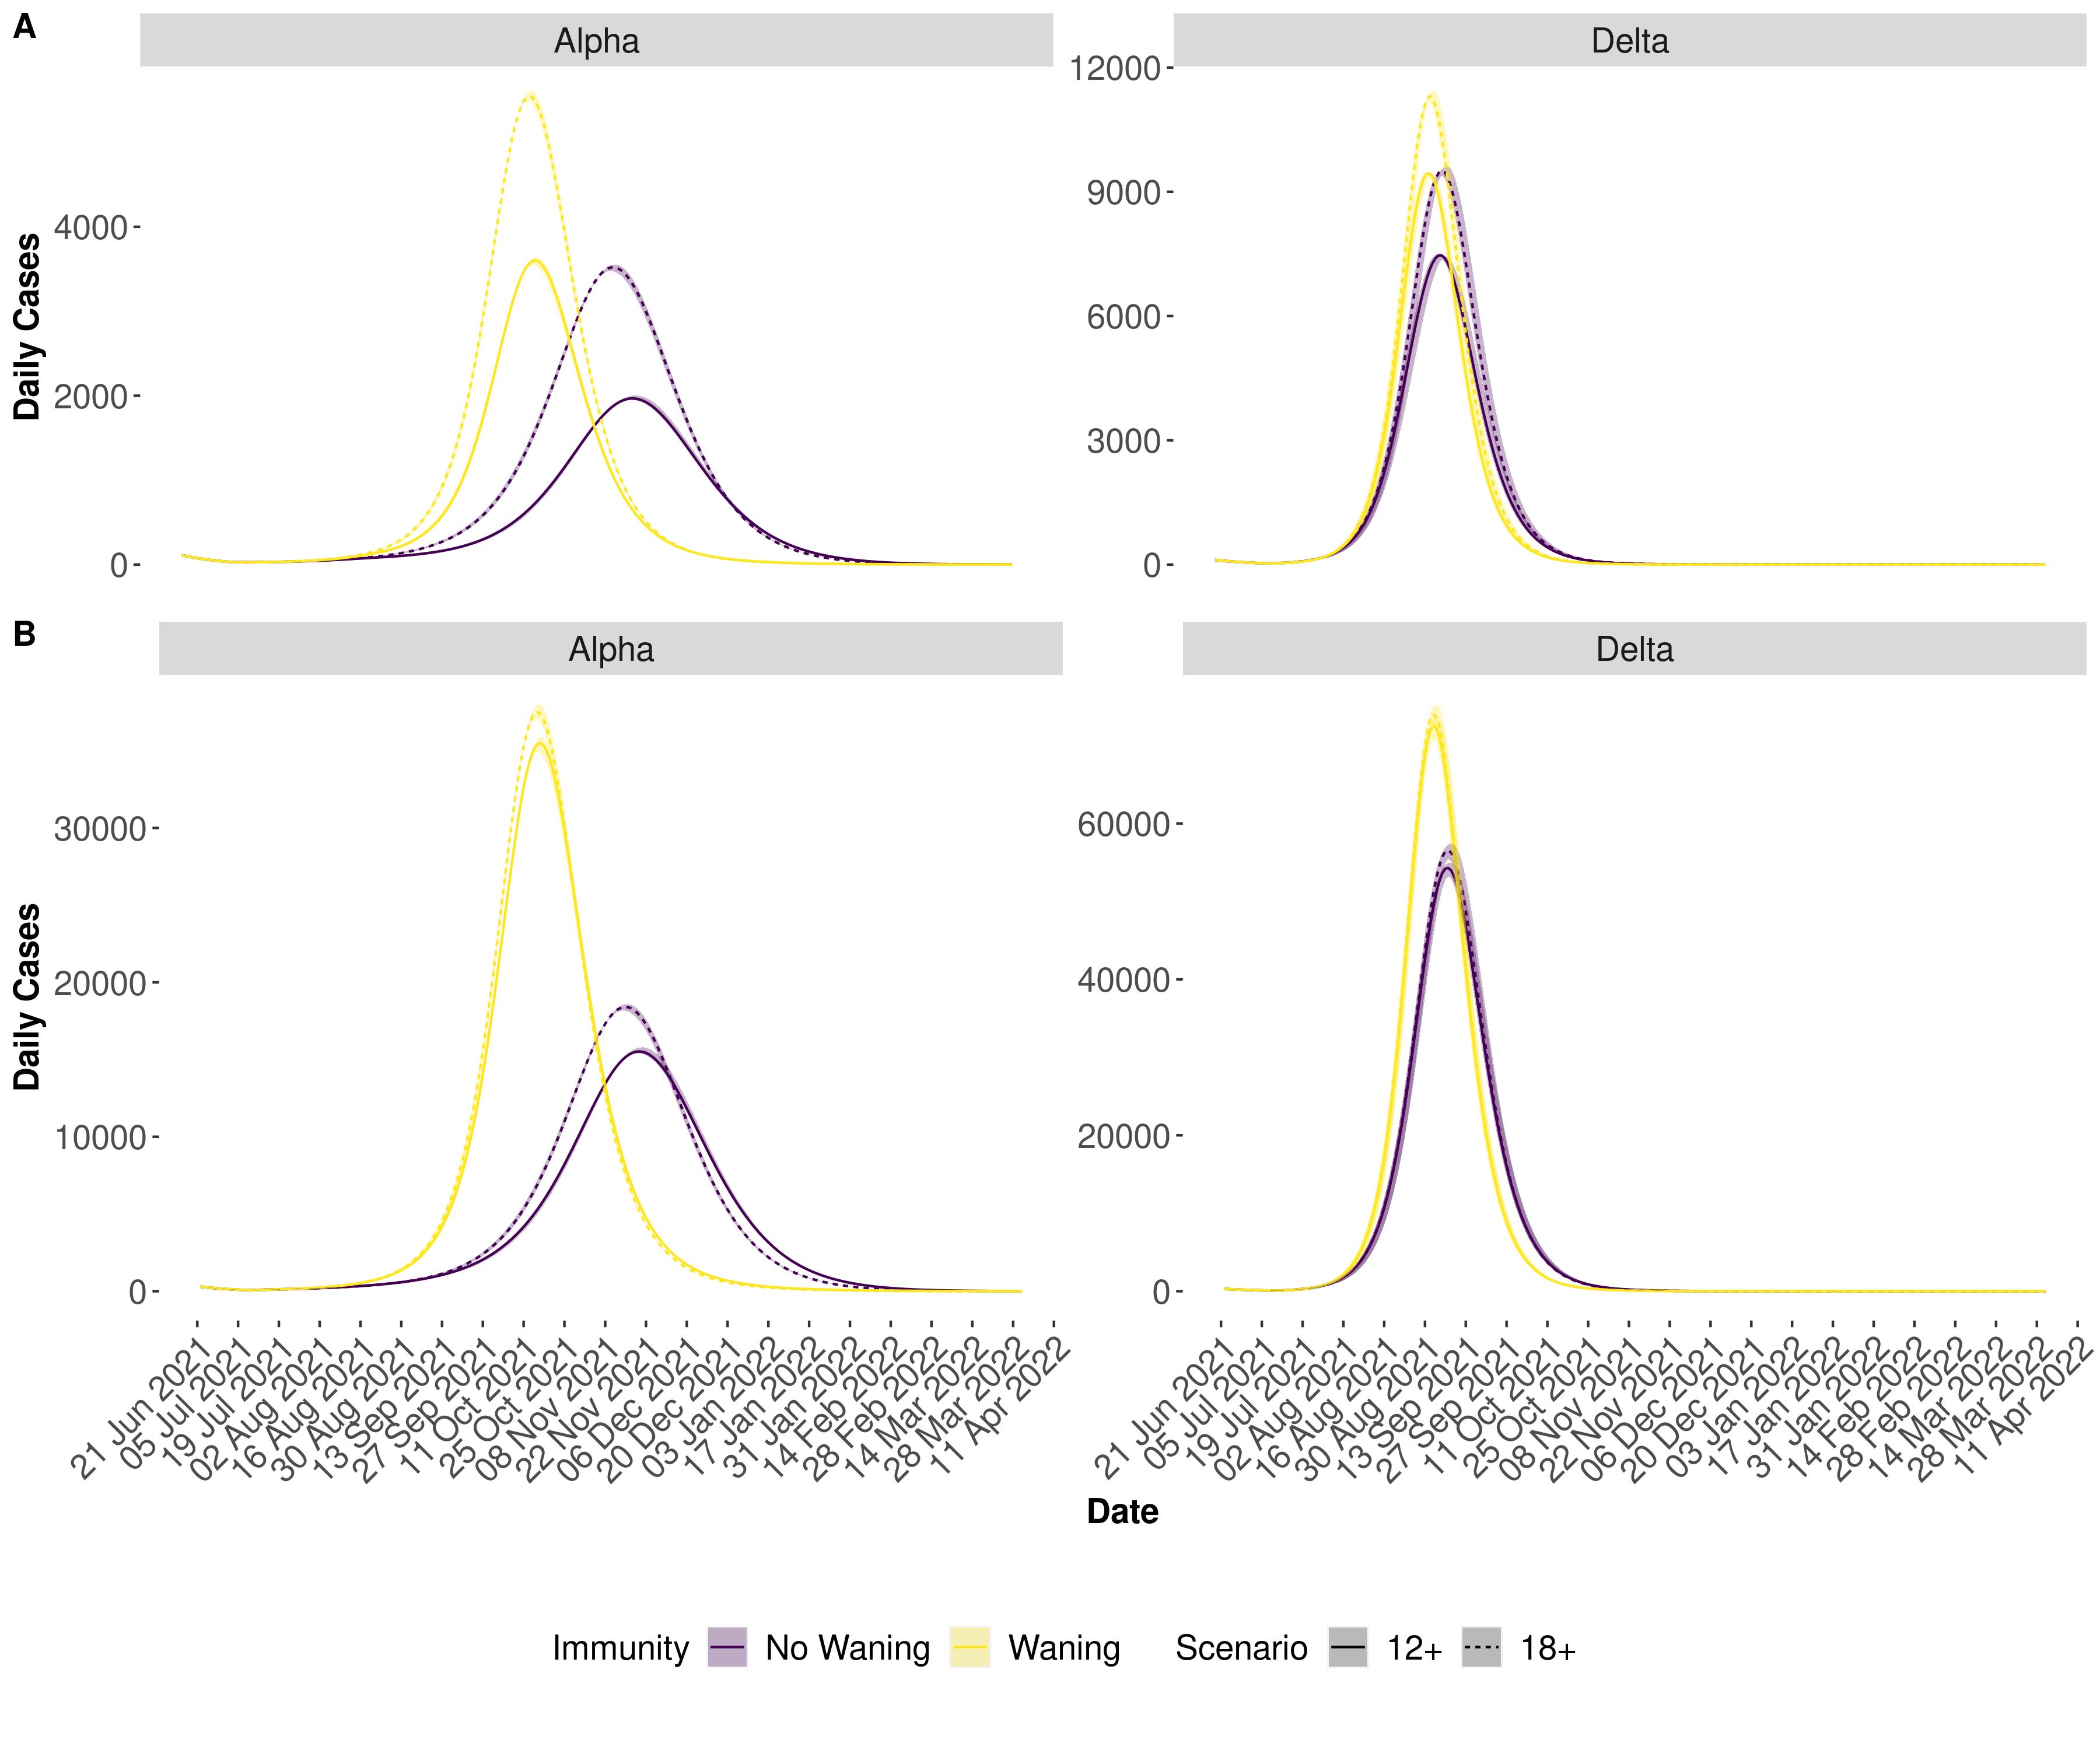 A
Alpha
Delta
Daily Cases
4000
2000
0
12000
9000
6000
3000
0
B
Alpha
Delta
Daily Cases
30000
20000
10000
0
60000
40000
20000
0
21 Jun 2021
05 Jul 2021
19 Jul 2021
02 Aug 2021
16 Aug 2021
30 Aug 2021
13 Sep 2021
27 Sep 2021
11 Oct 2021
25 Oct 2021
08 Nov 2021
22 Nov 2021
06 Dec 2021
20 Dec 2021
03 Jan 2022
17 Jan 2022
31 Jan 2022
14 Feb 2022
28 Feb 2022
14 Mar 2022
28 Mar 2022
11 Apr 2022
21 Jun 2021
05 Jul 2021
19 Jul 2021
02 Aug 2021
16 Aug 2021
30 Aug 2021
13 Sep 2021
27 Sep 2021
11 Oct 2021
25 Oct 2021
08 Nov 2021
22 Nov 2021
06 Dec 2021
20 Dec 2021
03 Jan 2022
17 Jan 2022
31 Jan 2022
14 Feb 2022
28 Feb 2022
14 Mar 2022
28 Mar 2022
11 Apr 2022
Date
Immunity No Waning Waning Scenario 12+ 18+